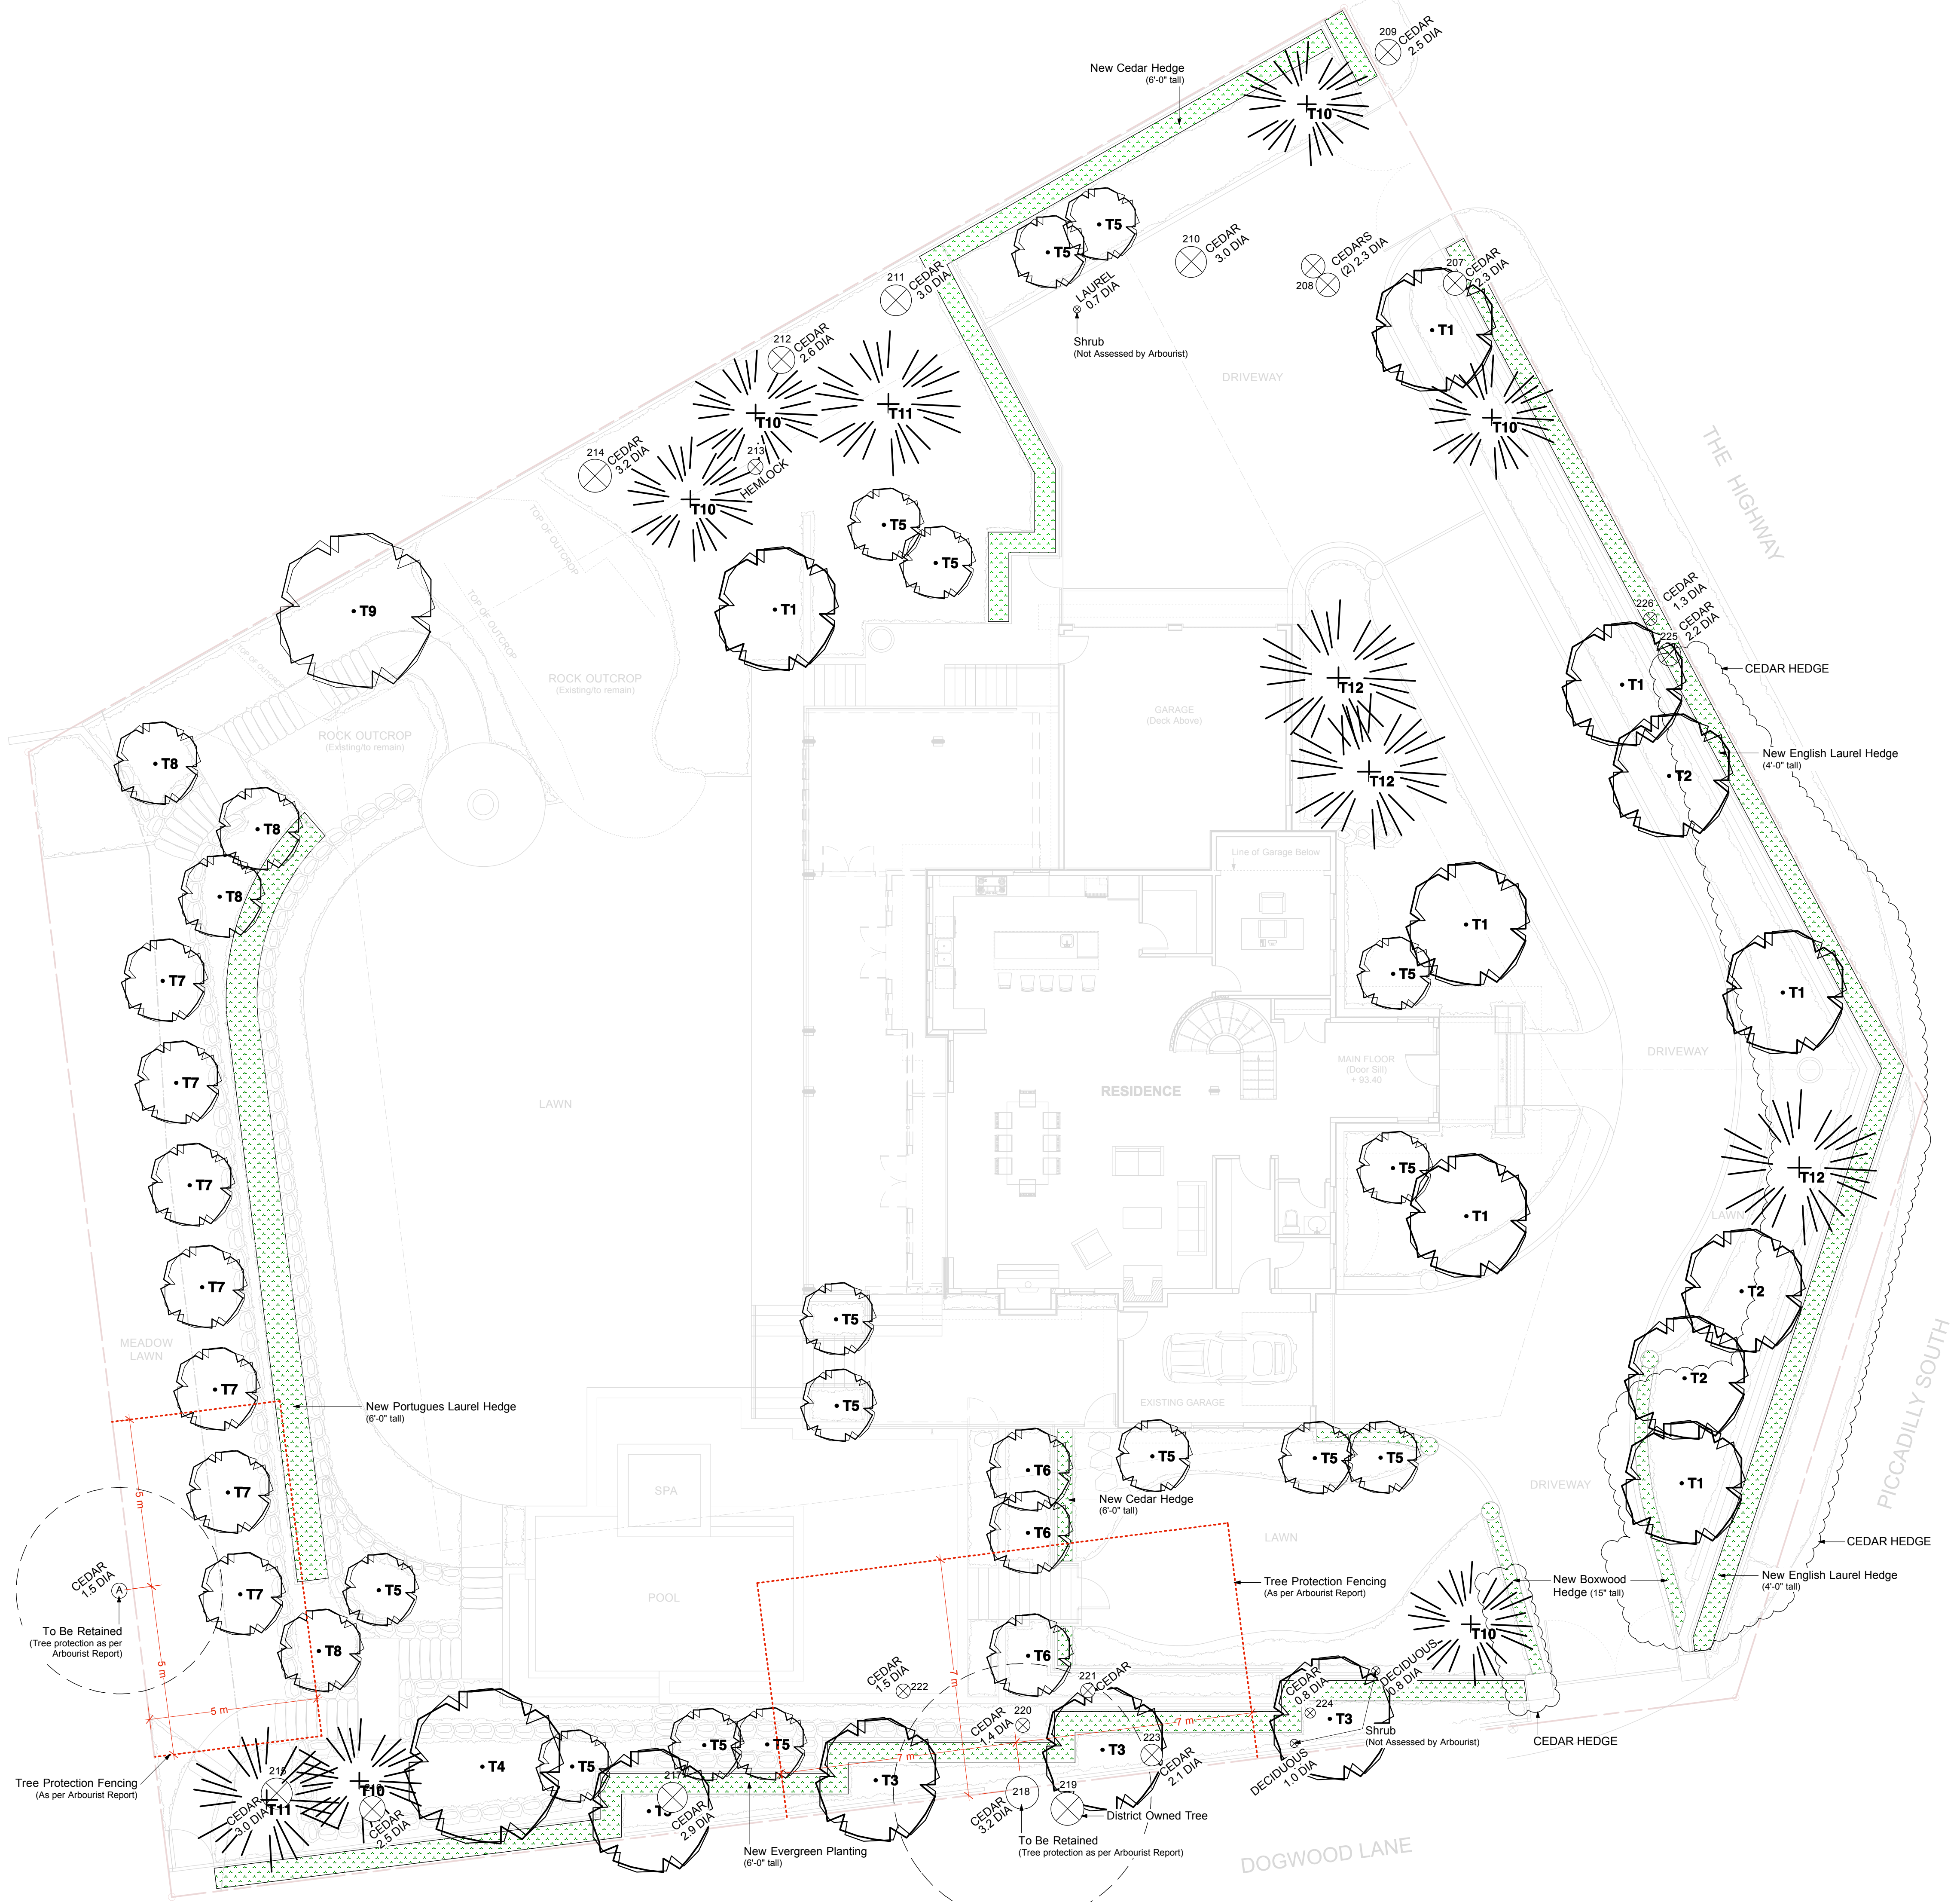 209
CEDAR
2.5 DIA
New Cedar Hedge
(6'-0" tall)
T10
T5
T5
210
CEDAR
3.0 DIA
CEDARS
(2) 2.3 DIA
208
207
CEDAR
2.3 DIA
211
CEDAR
3.0 DIA
LAUREL
0.7 DIA
Shrub
(Not Assessed by Arbourist)
T1
212
CEDAR
2.6 DIA
DRIVEWAY
T10
T11
T10
THE HIGHWAY
214
CEDAR
3.2 DIA
213
HEMLOCK
T10
TOP OF OUTCROP
T5
T5
T9
T1
TOP OF OUTCROP
TOP OF OUTCROP
226
CEDAR
1.3 DIA
225
CEDAR
2.2 DIA
CEDAR HEDGE
ROCK OUTCROP
(Existing/to remain)
T12
T1
GARAGE
(Deck Above)
ROCK OUTCROP
(Existing/to remain)
T8
T12
T2
New English Laurel Hedge
(4'-0" tall)
T8
Line of Garage Below
T8
T1
T5
T7
T1
MAIN FLOOR
(Door Sill)
+ 93.40
DRIVEWAY
T7
RESIDENCE
LAWN
T7
T5
T12
T1
LAWN
T7
T5
T2
MEADOW
LAWN
T7
T5
EXISTING GARAGE
T2
New Portugues Laurel Hedge
(6'-0" tall)
T6
T5
T5
T5
T1
PICCADILLY SOUTH
SPA
DRIVEWAY
T7
5 m
New Cedar Hedge
(6'-0" tall)
T6
LAWN
CEDAR HEDGE
CEDAR
1.5 DIA
A
T7
T5
POOL
Tree Protection Fencing
(As per Arbourist Report)
New Boxwood
Hedge (15" tall)
New English Laurel Hedge
(4'-0" tall)
To Be Retained
(Tree protection as per
Arbourist Report)
T8
T6
T10
5 m
5 m
7 m
CEDAR
1.5 DIA
222
221
CEDAR
CEDAR
0.8 DIA
DECIDUOUS
0.8 DIA
224
T3
CEDAR
1.4 DIA
220
7 m
7 m
T3
223
CEDAR
2.1 DIA
Shrub
(Not Assessed by Arbourist)
DECIDUOUS
1.0 DIA
CEDAR HEDGE
Tree Protection Fencing
(As per Arbourist Report)
215
CEDAR
3.0 DIA
T11
T10
CEDAR
2.5 DIA
T4
T5
T5
T5
217
CEDAR
2.9 DIA
T3
CEDAR
3.2 DIA
218
219
District Owned Tree
New Evergreen Planting
(6'-0" tall)
To Be Retained
(Tree protection as per Arbourist Report)
DOGWOOD LANE